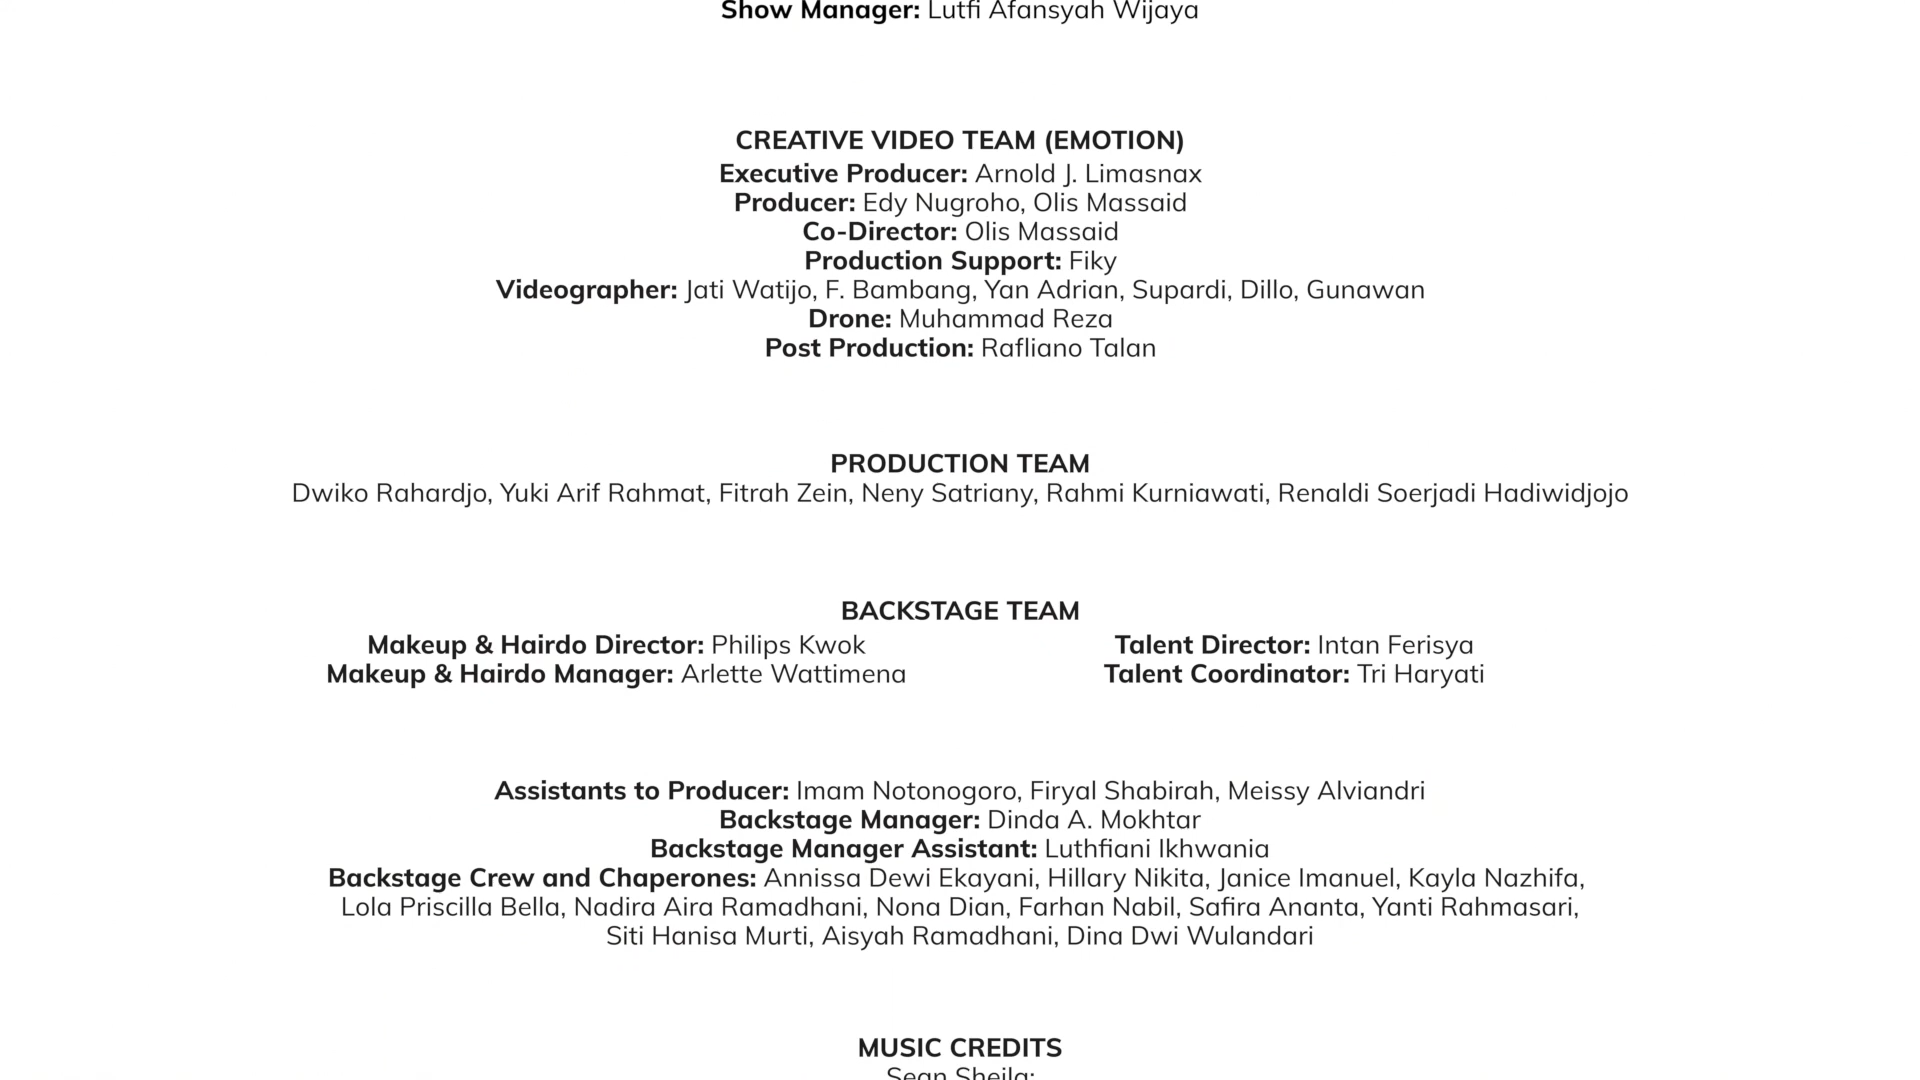 Show Manager: Lutfi Afansyah Wijaya
CREATIVE VIDEO TEAM (EMOTION)
Executive Producer: Arnold J. Limasnax
Producer: Edy Nugroho, Olis Massaid
Co-Director: Olis Massaid
Production Support: Fiky
Videographer: Jati Watijo, F. Bambang, Yan Adrian, Supardi, Dillo, Gunawan
Drone: Muhammad Reza
Post Production: Rafliano Talan
PRODUCTION TEAM
Dwiko Rahardjo, Yuki Arif Rahmat, Fitrah Zein, Neny Satriany, Rahmi Kurniawati, Renaldi Soerjadi Hadiwidjojo
BACKSTAGE TEAM
Makeup & Hairdo Director: Philips Kwok
Makeup & Hairdo Manager: Arlette Wattimena
Talent Director: Intan Ferisya
Talent Coordinator: Tri Haryati
Assistants to Producer: Imam Notonogoro, Firyal Shabirah, Meissy Alviandri
Backstage Manager: Dinda A. Mokhtar
Backstage Manager Assistant: Luthfiani Ikhwania
Backstage Crew and Chaperones: Annissa Dewi Ekayani, Hillary Nikita, Janice Imanuel, Kayla Nazhifa,
Lola Priscilla Bella, Nadira Aira Ramadhani, Nona Dian, Farhan Nabil, Safira Ananta, Yanti Rahmasari,
Siti Hanisa Murti, Aisyah Ramadhani, Dina Dwi Wulandari
MUSIC CREDITS
Sean Sheila: